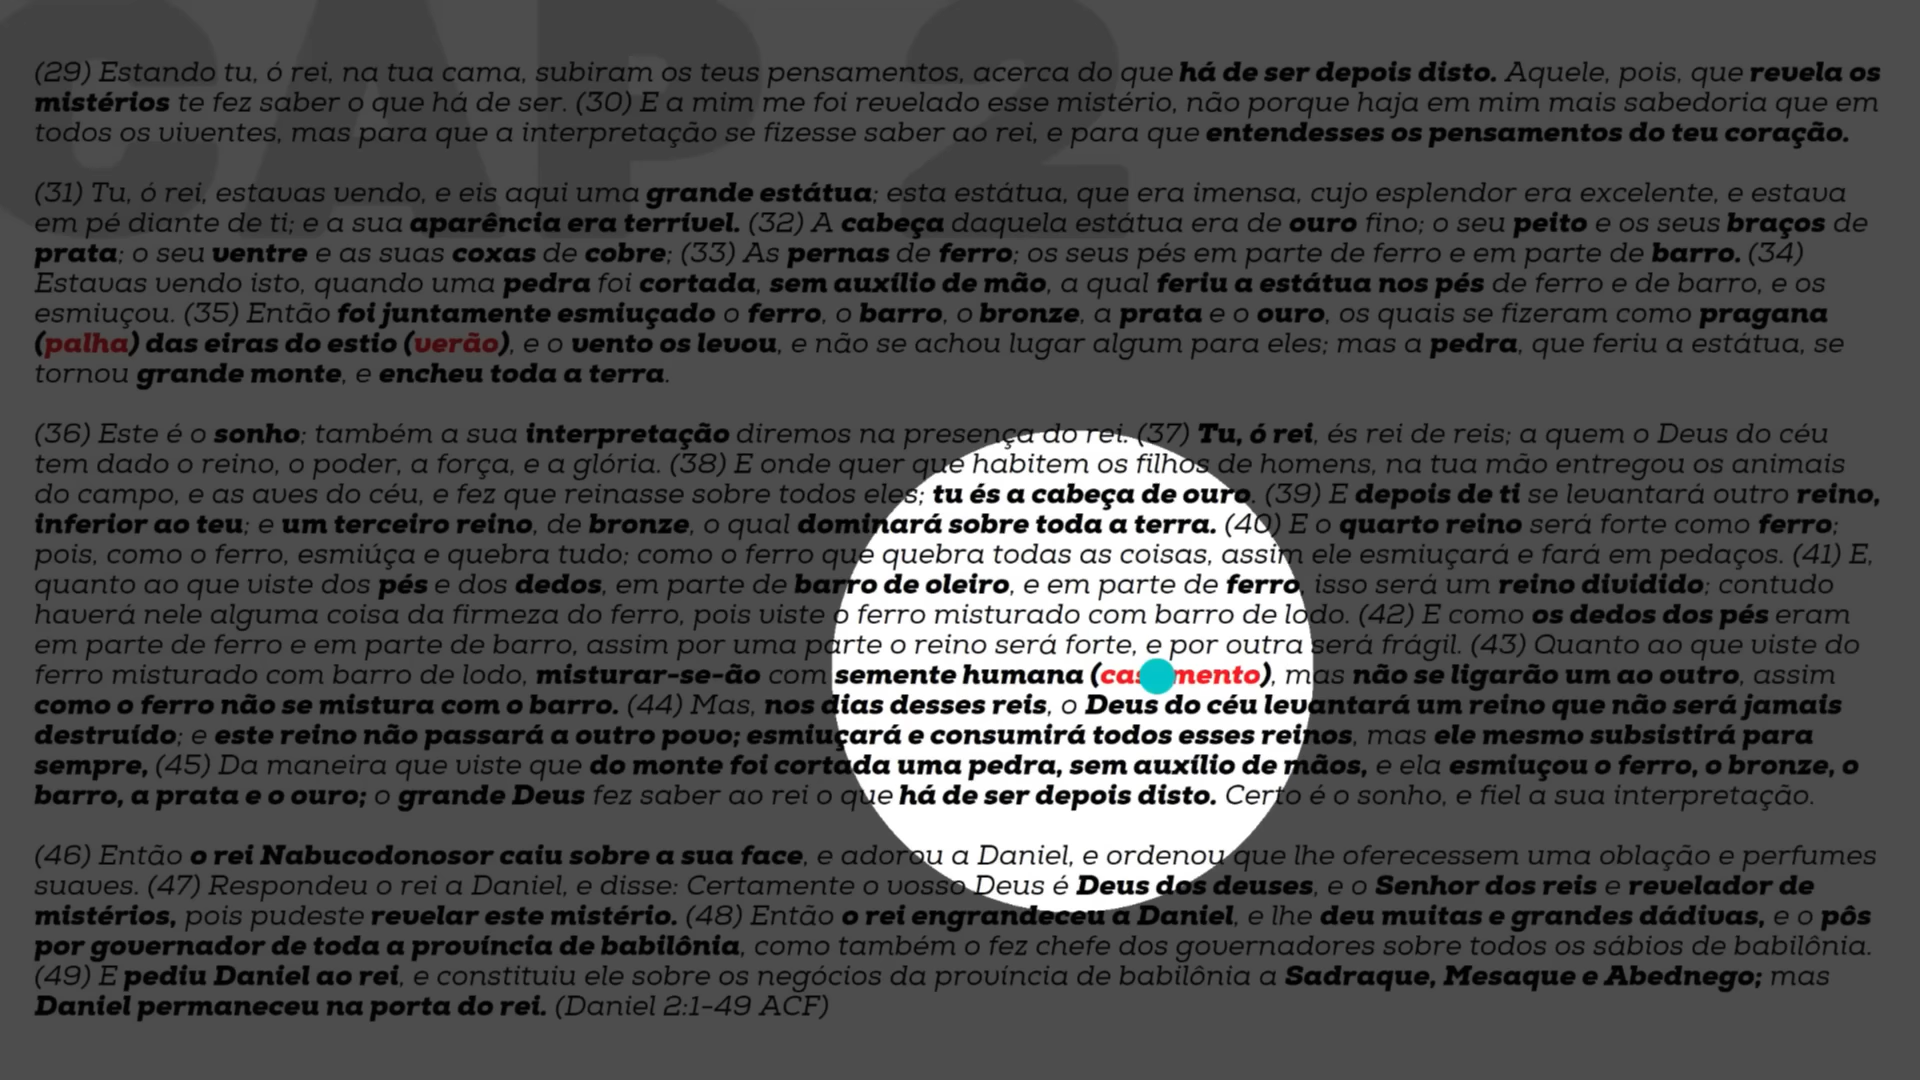 CAP 2
(29) Estando tu, ó rei, na tua cama, subiram os teus pensamentos, acerca do que há de ser depois disto. Aquele, pois, que revela os
mistérios te fez saber o que há de ser. (30) E a mim me foi revelado esse mistério, não porque haja em mim mais sabedoria que em
todos os viventes, mas para que a interpretação se fizesse saber ao rei, e para que entendesses os pensamentos do teu coração.
(31) Tu, ó rei, estavas vendo, e eis aqui uma grande estátua; esta estátua, que era imensa, cujo esplendor era excelente, e estava
em pé diante de ti; e a sua aparência era terrível. (32) A cabeça daquela estátua era de ouro fino; o seu peito e os seus braços de
prata; o seu ventre e as suas coxas de cobre; (33) As pernas de ferro; os seus pés em parte de ferro e em parte de barro. (34)
Estavas vendo isto, quando uma pedra foi cortada, sem auxílio de mão, a qual feriu a estátua nos pés de ferro e de barro, e os
esmiuçou. (35) Então foi juntamente esmiuçado o ferro, o barro, o bronze, a prata e o ouro, os quais se fizeram como pragana
(palha) das eiras do estio (verão), e o vento os levou, e não se achou lugar algum para eles; mas a pedra, que feriu a estátua, se
tornou grande monte, e encheu toda a terra.
(36) Este é o sonho; também a sua interpretação diremos na presença do rei. (37) Tu, ó rei, és rei de reis; a quem o Deus do céu
tem dado o reino, o poder, a força, e a glória. (38) E onde quer que habitem os filhos de homens, na tua mão entregou os animais
do campo, e as aves do céu, e fez que reinasse sobre todos eles; tu és a cabeça de ouro. (39) E depois de ti se levantará outro reino,
inferior ao teu; e um terceiro reino, de bronze, o qual dominará sobre toda a terra. (40) E o quarto reino será forte como ferro;
pois, como o ferro, esmiúça e quebra tudo; como o ferro que quebra todas as coisas, assim ele esmiuçará e fará em pedaços. (41) E,
quanto ao que viste dos pés e dos dedos, em parte de barro de oleiro, e em parte de ferro, isso será um reino dividido; contudo
haverá nele alguma coisa da firmeza do ferro, pois viste o ferro misturado com barro de lodo. (42) E como os dedos dos pés eram
em parte de ferro e em parte de barro, assim por uma parte o reino será forte, e por outra será frágil. (43) Quanto ao que viste do
ferro misturado com barro de lodo, misturar-se-ão com semente humana (casamento), mas não se ligarão um ao outro, assim
como o ferro não se mistura com o barro. (44) Mas, nos dias desses reis, o Deus do céu levantará um reino que não será jamais
destruído; e este reino não passará a outro povo; esmiuçará e consumirá todos esses reinos, mas ele mesmo subsistirá para
sempre, (45) Da maneira que viste que do monte foi cortada uma pedra, sem auxílio de mãos, e ela esmiuçou o ferro, o bronze, o
barro, a prata e o ouro; o grande Deus fez saber ao rei o que há de ser depois disto. Certo é o sonho, e fiel a sua interpretação.
(46) Então o rei Nabucodonosor caiu sobre a sua face, e adorou a Daniel, e ordenou que lhe oferecessem uma oblação e perfumes
suaves. (47) Respondeu o rei a Daniel, e disse: Certamente o vosso Deus é Deus dos deuses, e o Senhor dos reis e revelador de
mistérios, pois pudeste revelar este mistério. (48) Então o rei engrandeceu a Daniel, e lhe deu muitas e grandes dádivas, e o pôs
por governador de toda a província de babilônia, como também o fez chefe dos governadores sobre todos os sábios de babilônia.
(49) E pediu Daniel ao rei, e constituiu ele sobre os negócios da província de babilônia a Sadraque, Mesaque e Abednego; mas
Daniel permaneceu na porta do rei. (Daniel 2:1-49 ACF)